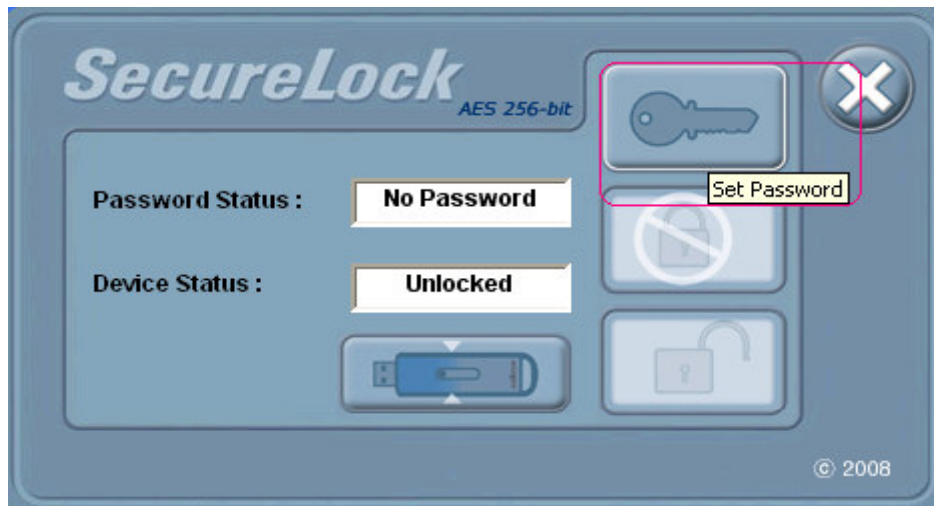 SecureLock
AES 256-bit
Set Password
Password Status : No Password
Device Status : Unlocked
© 2008